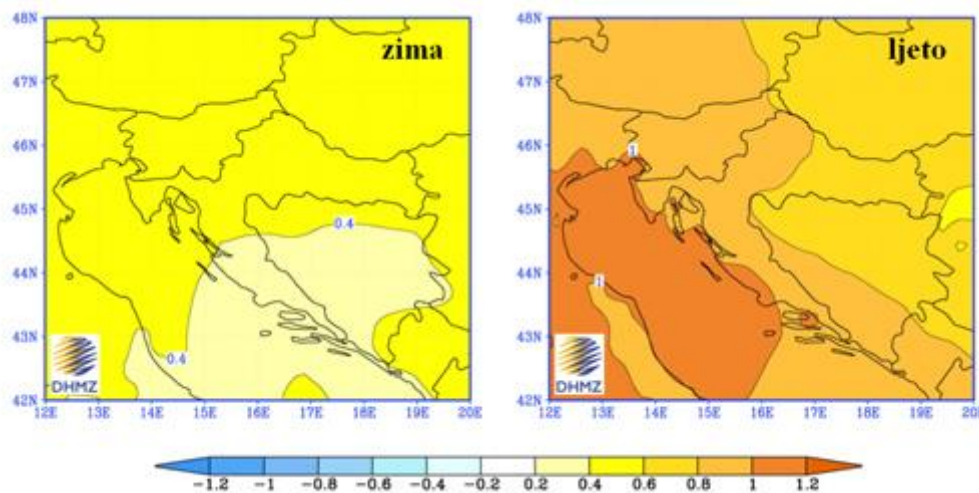 48N
47N
46N
45N
44N
43N
42N
12E 13E 14E 15E 16E 17E 18E 19E 20E
zima
0.4
0.4
DHMZ
48N
47N
46N
45N
44N
43N
42N
12E 13E 14E 15E 16E 17E 18E 19E 20E
ljeto
1
1
DHMZ
-1.2 -1 -0.8 -0.6 -0.4 -0.2 0.2 0.4 0.6 0.8 1 1.2